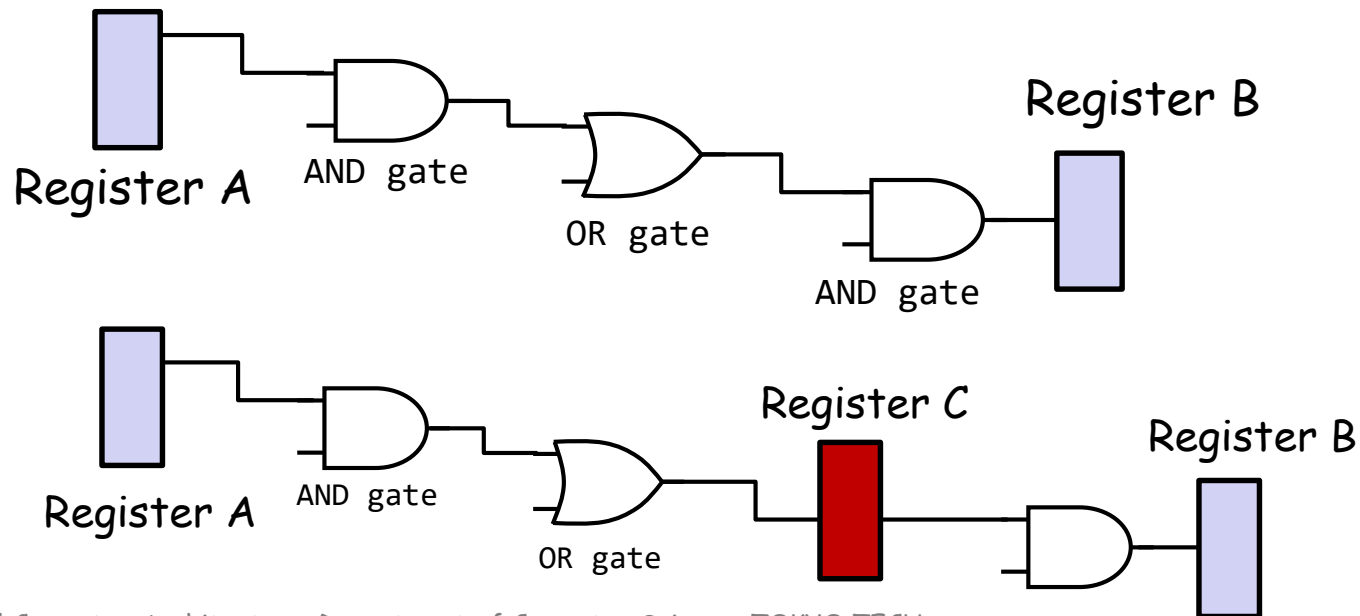 Register B
AND gate
Register A
OR gate
AND gate
Register C
Register B
AND gate
Register A
OR gate